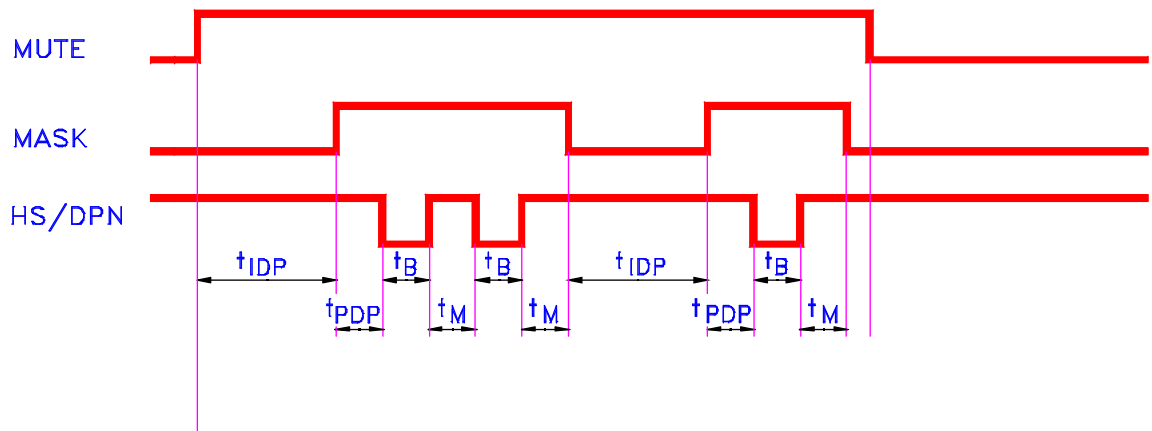 MUTE
MASK
HS/DPN
tIDP tB tB tIDP tB
tPDP tM tM tPDP tM